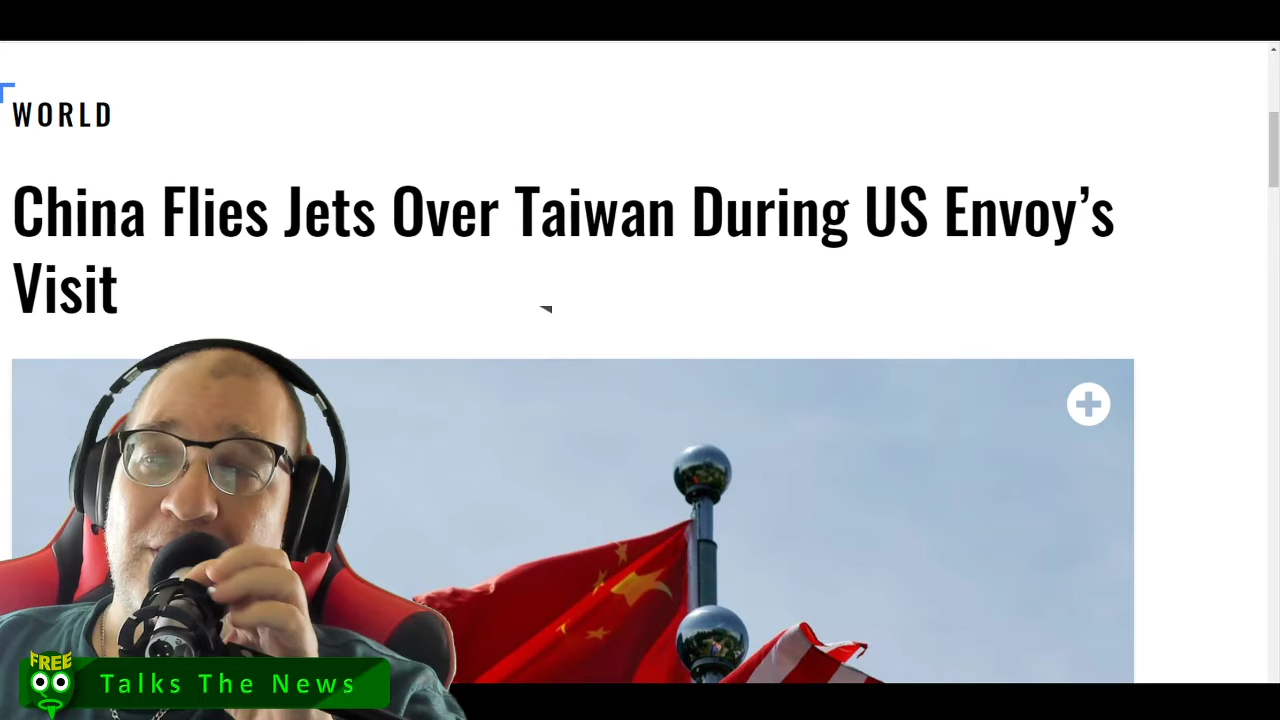 WORLD
China Flies Jets Over Taiwan During US Envoy’s
Visit
FREE
Talks The News